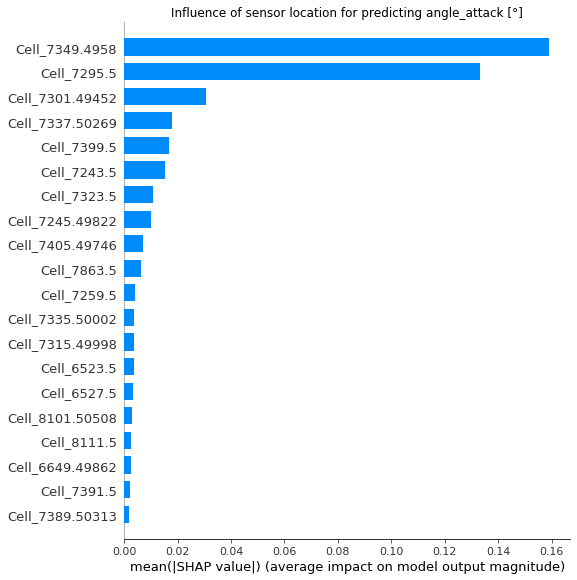 Influence of sensor location for predicting angle_attack [°]
Cell_7349.4958
Cell_7295.5
Cell_7301.49452
Cell_7337.50269
Cell_7399.5
Cell_7243.5
Cell_7323.5
Cell_7245.49822
Cell_7405.49746
Cell_7863.5
Cell_7259.5
Cell_7335.50002
Cell_7315.49998
Cell_6523.5
Cell_6527.5
Cell_8101.50508
Cell_8111.5
Cell_6649.49862
Cell_7391.5
Cell_7389.50313
0.00 0.02 0.04 0.06 0.08 0.10 0.12 0.14 0.16
mean(|SHAP value|) (average impact on model output magnitude)